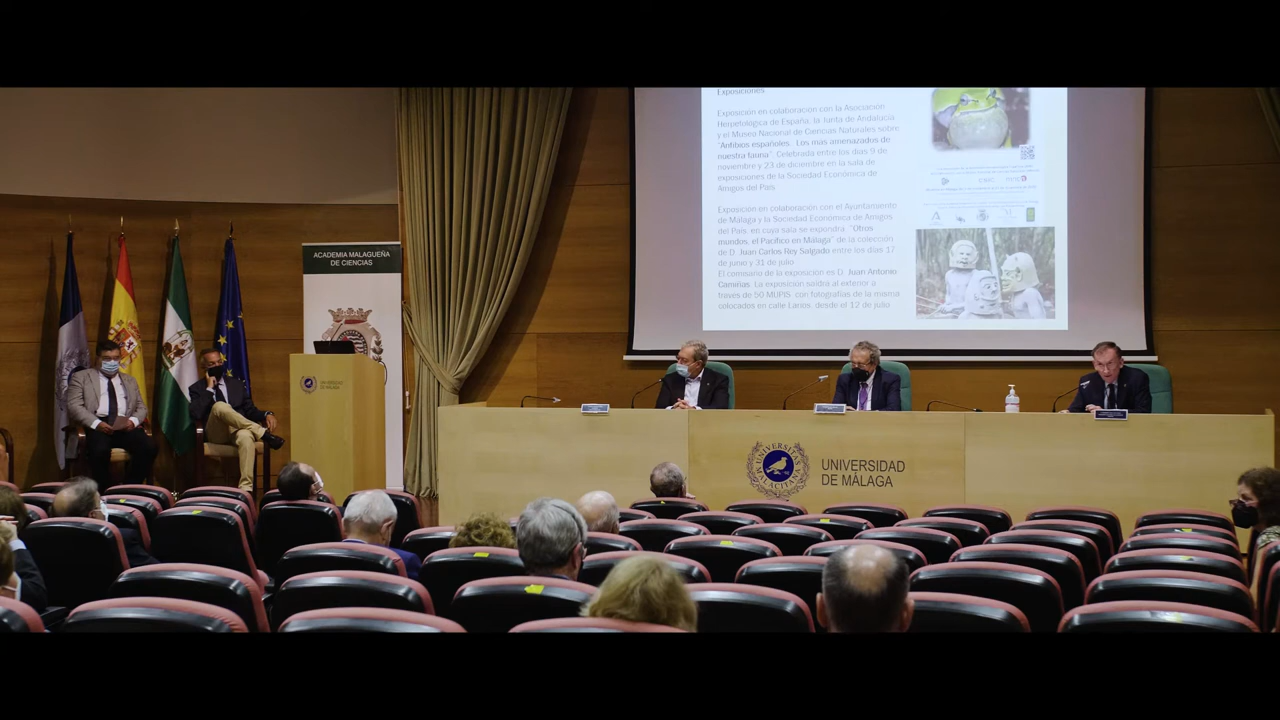 Exposiciones
Exposición en colaboración con la Asociación
Herpetológica de España, la Junta de Andalucía,
y el Museo Nacional de Ciencias Naturales sobre
"Anfibios españoles. Los más amenazados de
nuestra fauna". Celebrada entre los días 9 de
noviembre y 23 de diciembre en la sala de
exposiciones de la Sociedad Económica de
Amigos del País
Exposición en colaboración con el Ayuntamiento
de Málaga y la Sociedad Económica de Amigos
del País, en cuya sala se expondrá "Otros
mundos, el Pacífico en Málaga" de la colección
de D. Juan Carlos Rey Salgado entre los días 17
de junio y 31 de julio
El comisario de la exposición es D. Juan Antonio
Camiñas. La exposición saldrá al exterior a
través de 50 MUPIS, con fotografías de la misma
colocados en calle Larios, desde el 12 de julio
ACADEMIA MALAGUEÑA
DE CIENCIAS
UNIVERSIDAD
DE MÁLAGA
UNIVERSITAS MALACITANA
UNIVERSIDAD
DE MÁLAGA